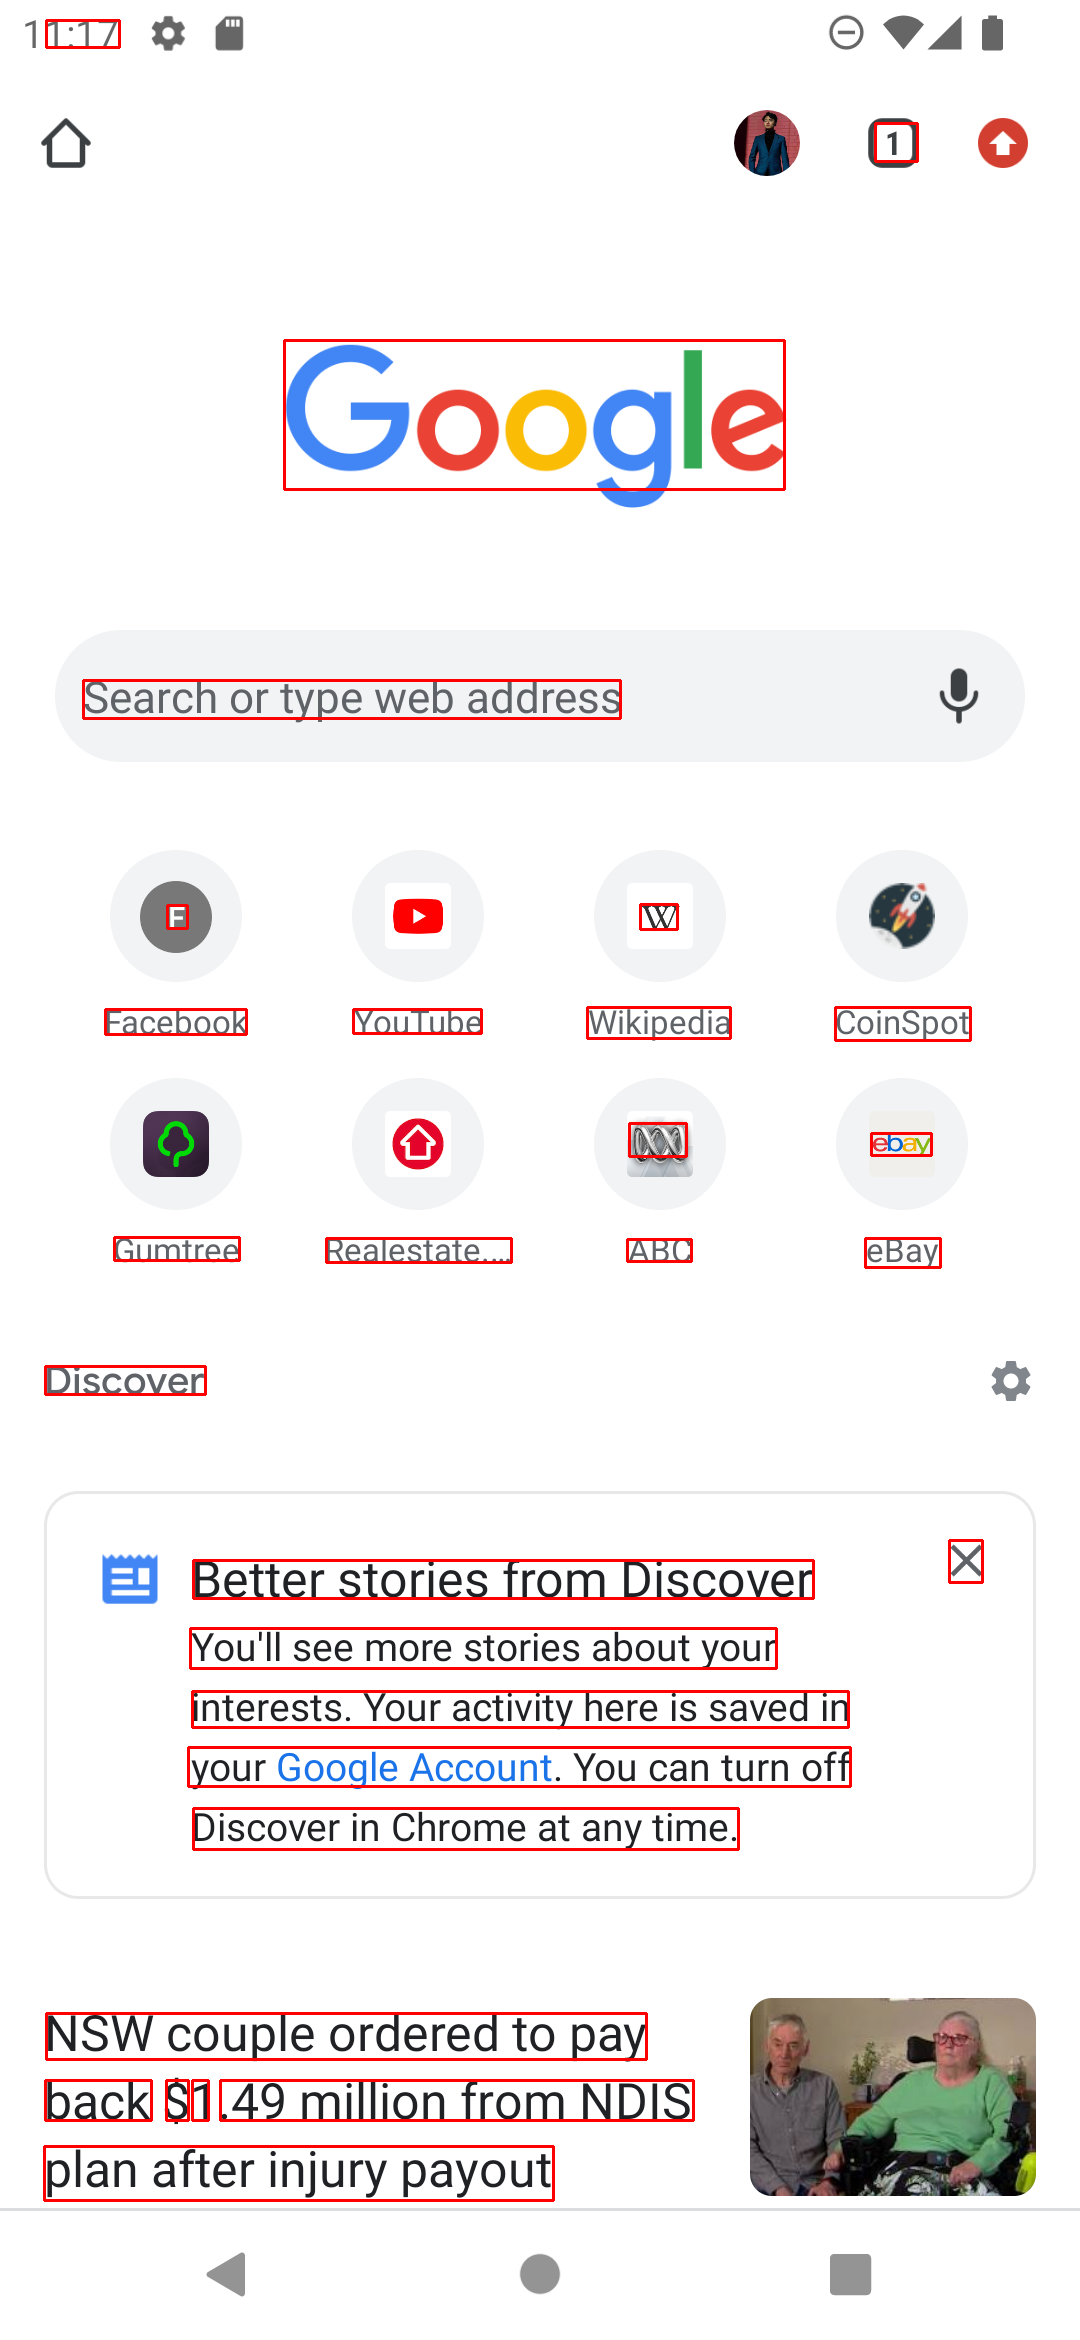 11:17
1
Google
Search or type web address
F
W
Facebook YouTube Wikipedia CoinSpot
ebay
Gumtree Realestate.... ABC eBay
Discover
Better stories from Discover
You'll see more stories about your
interests. Your activity here is saved in
your Google Account. You can turn off
Discover in Chrome at any time.
NSW couple ordered to pay
back $1.49 million from NDIS
plan after injury payout